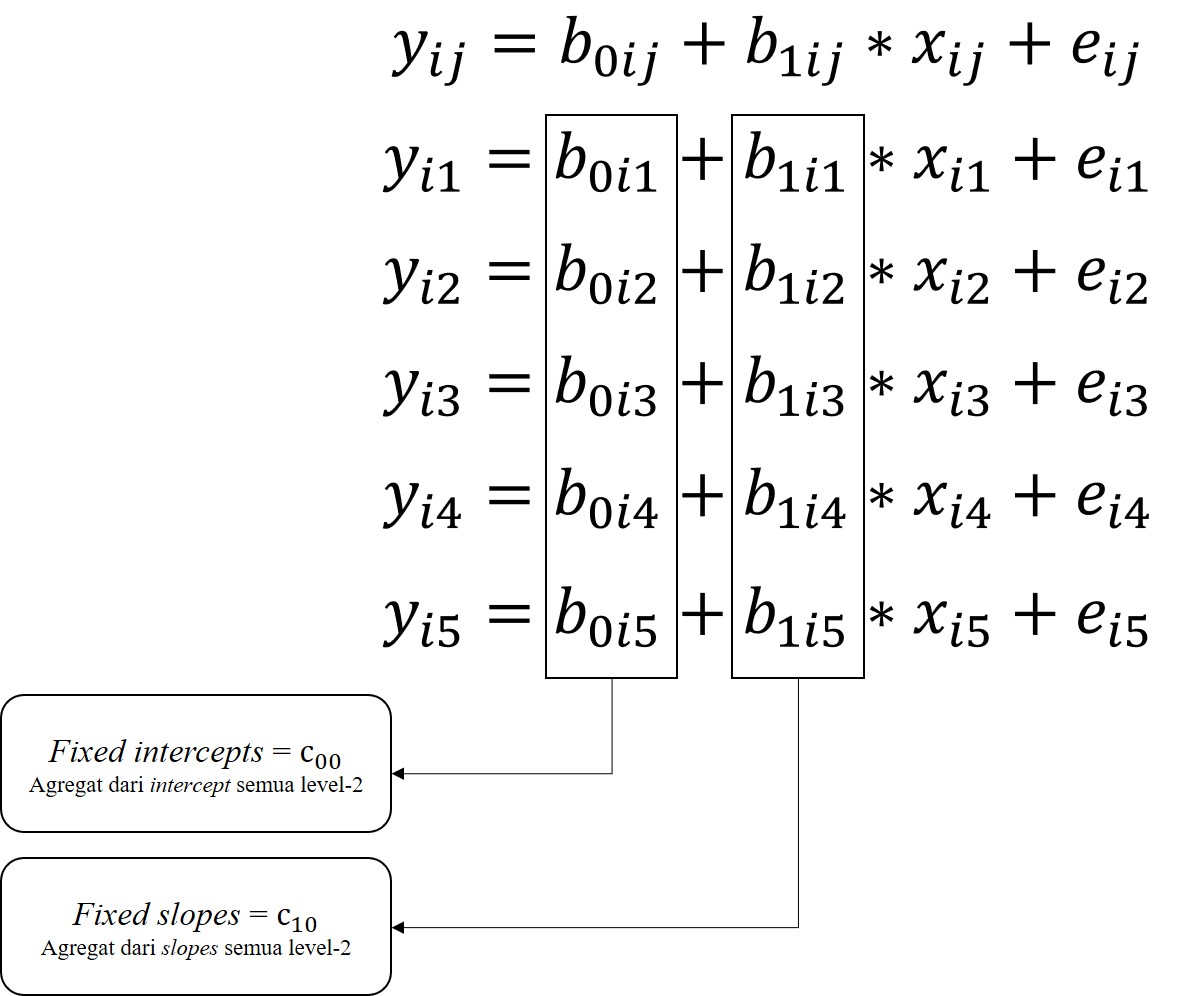 y_{ij} = b_{0ij} + b_{1ij} * x_{ij} + e_{ij}
y_{i1} = b_{0i1} + b_{1i1} * x_{i1} + e_{i1}
y_{i2} = b_{0i2} + b_{1i2} * x_{i2} + e_{i2}
y_{i3} = b_{0i3} + b_{1i3} * x_{i3} + e_{i3}
y_{i4} = b_{0i4} + b_{1i4} * x_{i4} + e_{i4}
y_{i5} = b_{0i5} + b_{1i5} * x_{i5} + e_{i5}
Fixed intercepts = c_{00}
Agregat dari intercept semua level-2
Fixed slopes = c_{10}
Agregat dari slopes semua level-2